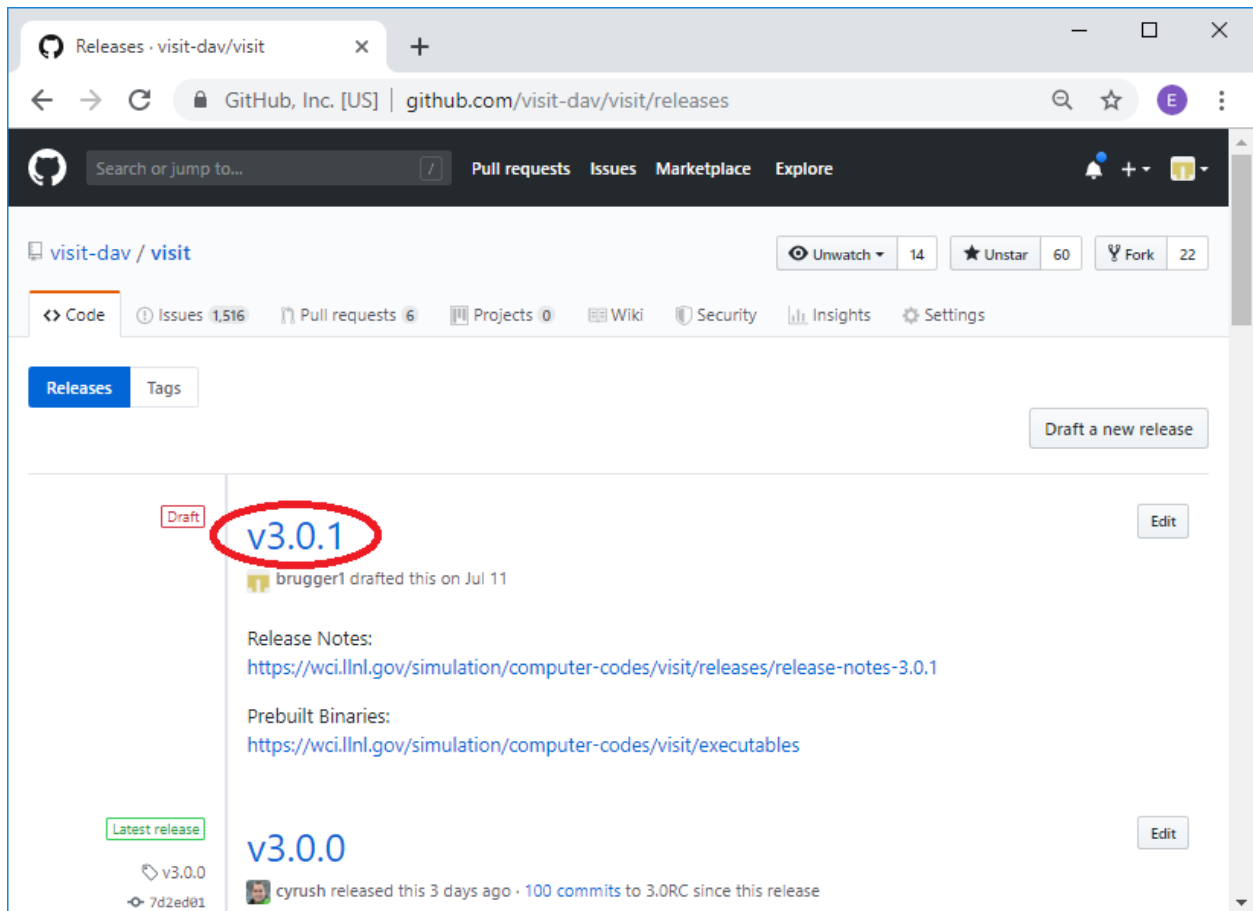 Releases · visit-dav/visit
GitHub, Inc. [US] | github.com/visit-dav/visit/releases
E
Search or jump to... /
Pull requests Issues Marketplace Explore
visit-dav / visit
Unwatch 14
Unstar 60
Fork 22
Code
Issues 1,516
Pull requests 6
Projects 0
Wiki
Security
Insights
Settings
Releases Tags
Draft a new release
Draft
v3.0.1
Edit
brugger1 drafted this on Jul 11
Release Notes:
https://wci.llnl.gov/simulation/computer-codes/visit/releases/release-notes-3.0.1
Prebuilt Binaries:
https://wci.llnl.gov/simulation/computer-codes/visit/executables
Latest release
v3.0.0
7d2ed01
v3.0.0
Edit
cyrush released this 3 days ago · 100 commits to 3.0RC since this release